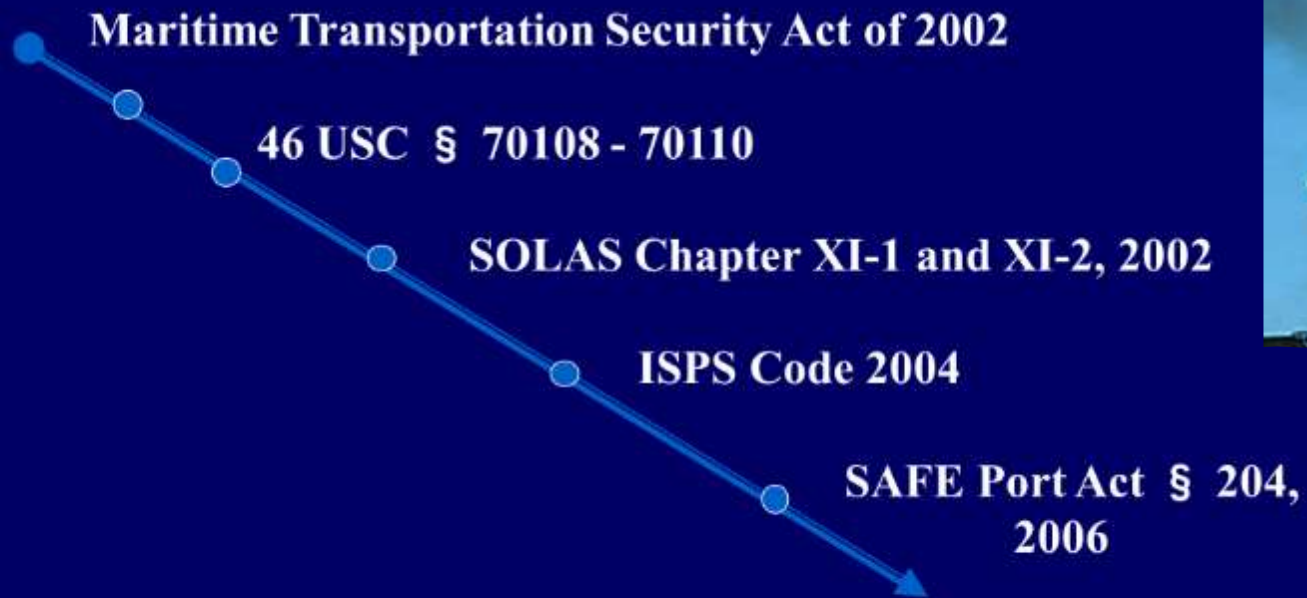 Maritime Transportation Security Act of 2002
46 USC § 70108 - 70110
SOLAS Chapter XI-1 and XI-2, 2002
ISPS Code 2004
SAFE Port Act § 204,
2006